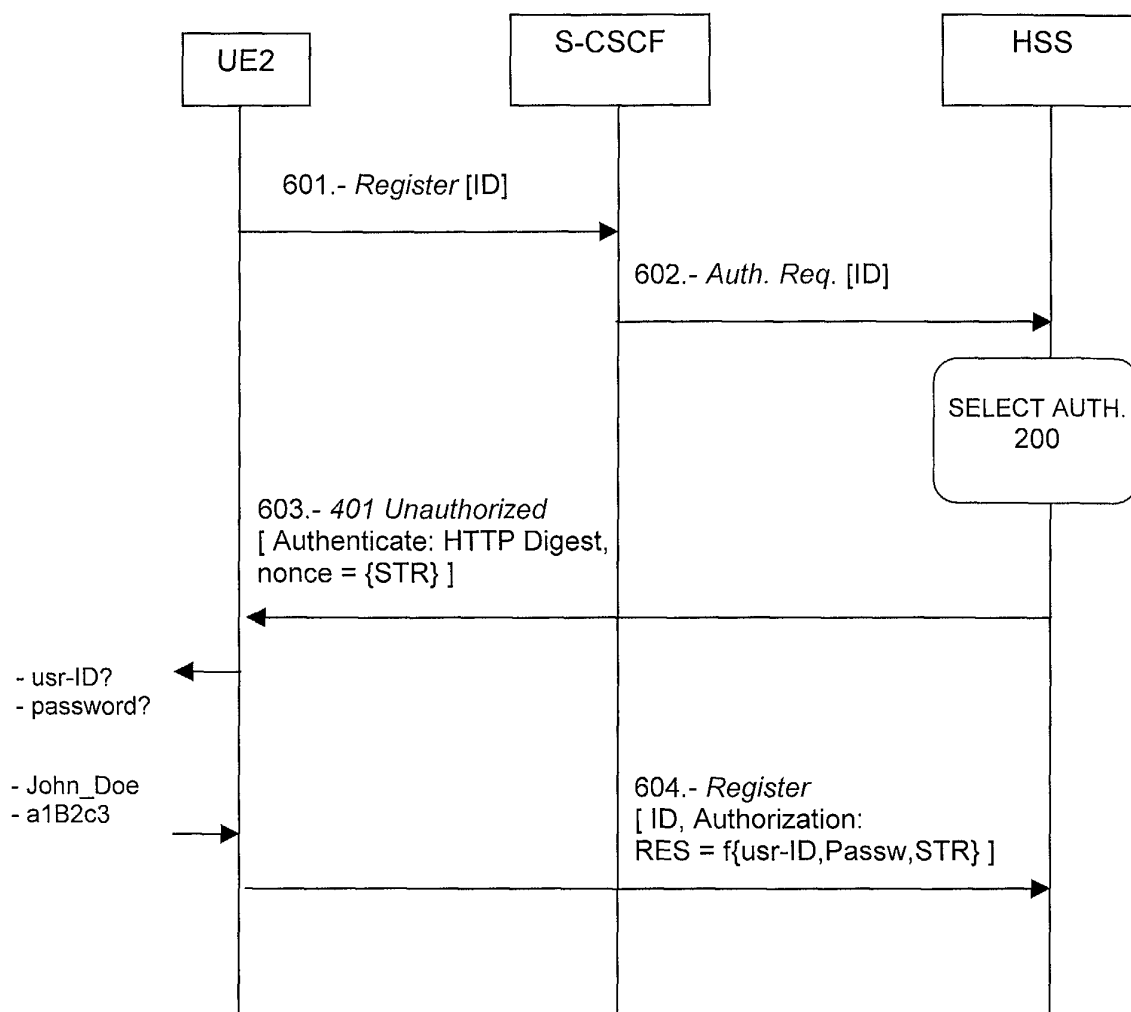 UE2
S-CSCF
HSS
601.- Register [ID]
602.- Auth. Req. [ID]
SELECT AUTH.
200
603.- 401 Unauthorized
[ Authenticate: HTTP Digest,
nonce = {STR} ]
- usr-ID?
- password?
- John_Doe
- a1B2c3
604.- Register
[ ID, Authorization:
RES = f{usr-ID,Passw,STR} ]